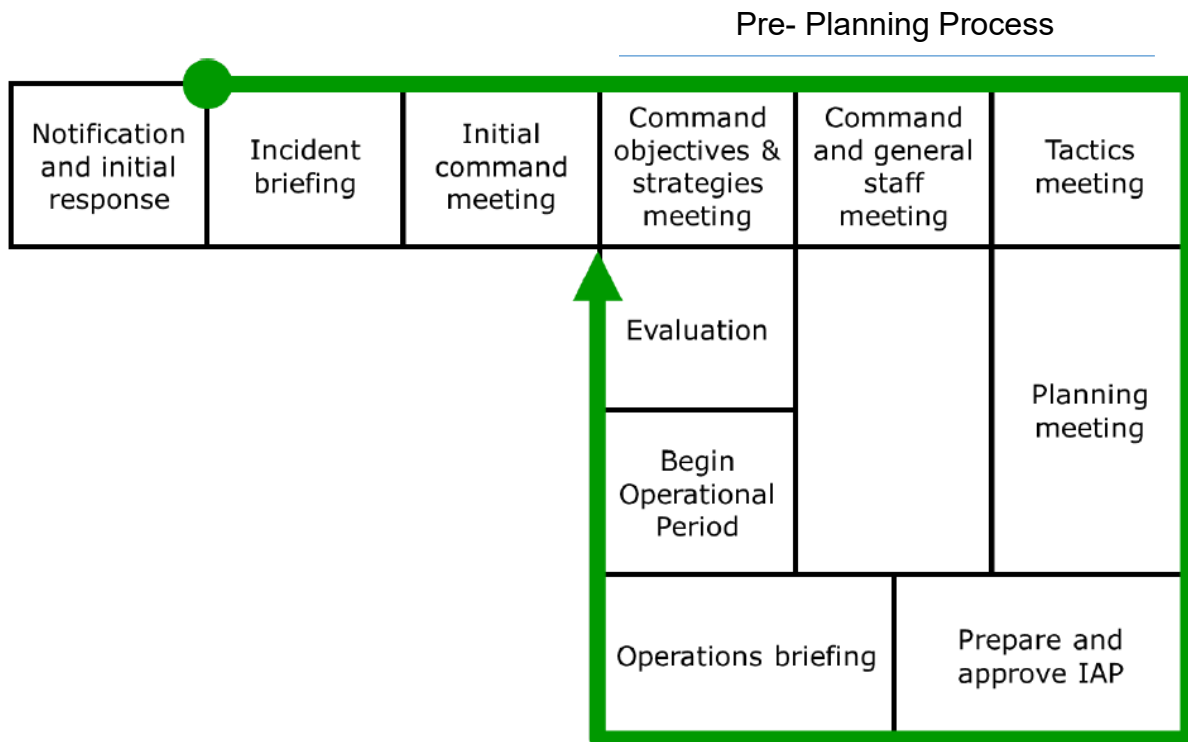 Pre- Planning Process
Notification
and initial
response
Incident
briefing
Initial
command
meeting
Command
objectives &
strategies
meeting
Command
and general
staff
meeting
Tactics
meeting
Evaluation
Planning
meeting
Begin
Operational
Period
Operations briefing
Prepare and
approve IAP